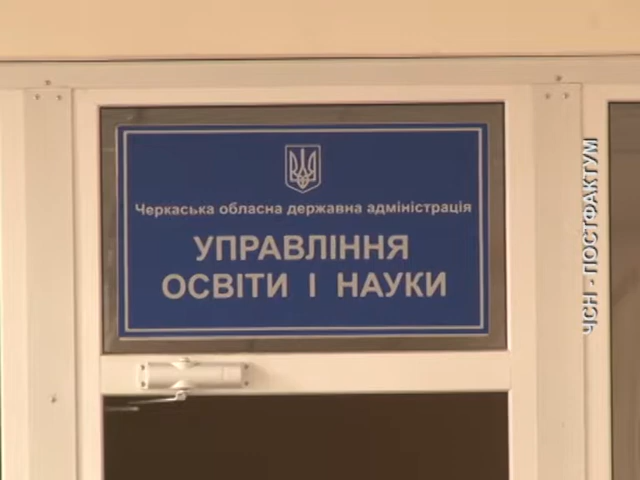 Черкаська обласна державна адміністрація
УПРАВЛІННЯ
ОСВІТИ І НАУКИ
ЧСН - ПОСТФАКТУМ